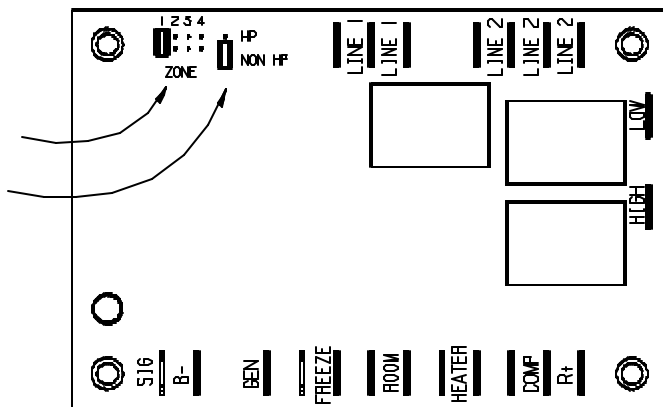 1 2 3 4
HP
NON HP
ZONE
LINE 1
LINE 1
LINE 2
LINE 2
LINE 2
LOW
HIGH
SIG
B-
GEN
FREEZE
ROOM
HEATER
COMP
R+